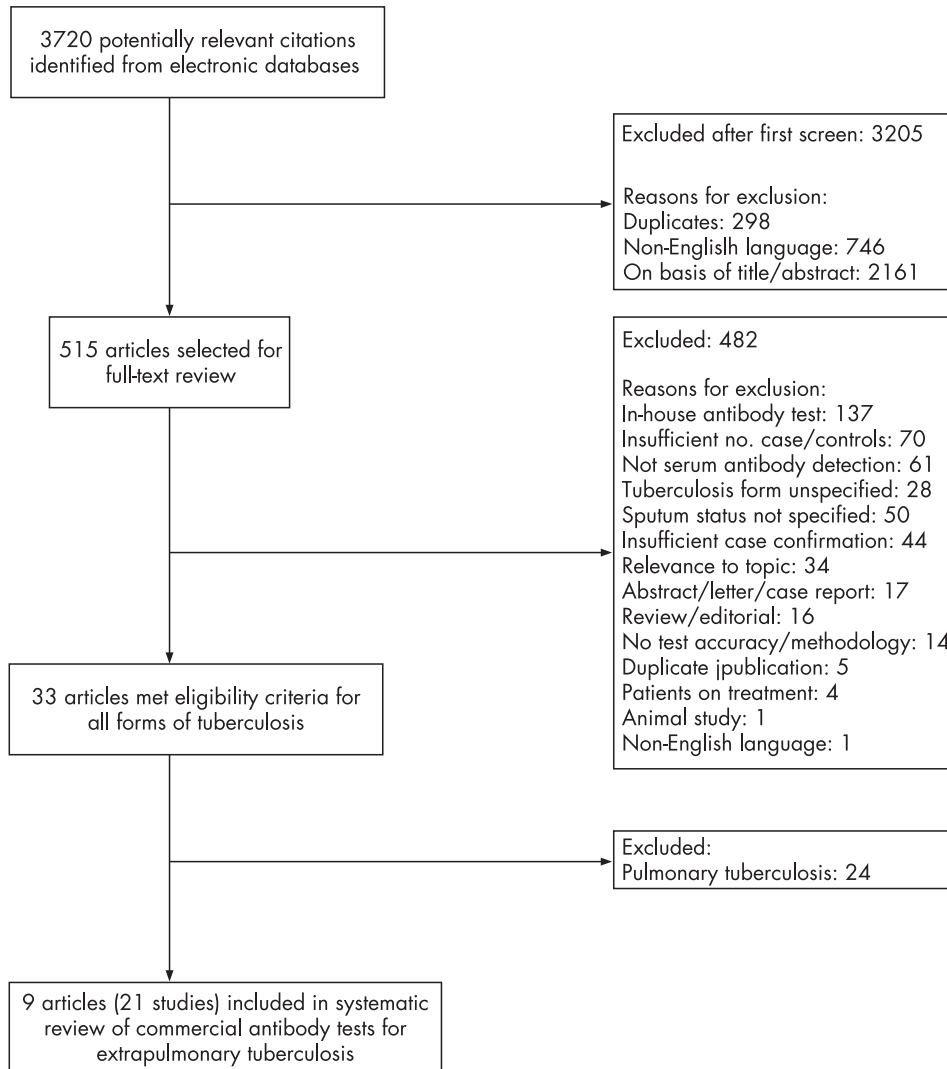 3720 potentially relevant citations
identified from electronic databases
Excluded after first screen: 3205
Reasons for exclusion:
Duplicates: 298
Non-Englislh language: 746
On basis of title/abstract: 2161
515 articles selected for
full-text review
Excluded: 482
Reasons for exclusion:
In-house antibody test: 137
Insufficient no. case/controls: 70
Not serum antibody detection: 61
Tuberculosis form unspecified: 28
Sputum status not specified: 50
Insufficient case confirmation: 44
Relevance to topic: 34
Abstract/letter/case report: 17
Review/editorial: 16
No test accuracy/methodology: 14
Duplicate jpublication: 5
Patients on treatment: 4
Animal study: 1
Non-English language: 1
33 articles met eligibility criteria for
all forms of tuberculosis
Excluded:
Pulmonary tuberculosis: 24
9 articles (21 studies) included in systematic
review of commercial antibody tests for
extrapulmonary tuberculosis